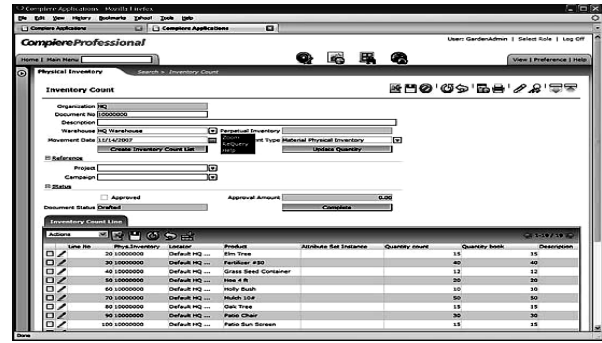 Compiere Applications - Mozilla Firefox
File Edit View History Bookmarks Yahoo! Tools Help
Compiere Applications Compiere Applications
Compiere Professional
User: GardenAdmin | Select Role | Log Off
Home | Main Menu View | Preference | Help
Physical Inventory Search > Inventory Count
Inventory Count
Organization HQ
Document No 10000000
Description
Warehouse HQ Warehouse Perpetual Inventory
Movement Date 11/14/2007 Zoom nt Type Material Physical Inventory
Create Inventory Count List ReQuery Update Quantity
Help
Reference
Project
Campaign
Status
Approved Approval Amount 0.00
Document Status Drafted Complete
Inventory Count Line
Actions 1-19 / 19
Line No Phys.Inventory Locator Product Attribute Set Instance Quantity count Quantity book Description
20 10000000 Default HQ ... Elm Tree 15 15
30 10000000 Default HQ ... Fertilizer #50 40 40
40 10000000 Default HQ ... Grass Seed Container 12 12
50 10000000 Default HQ ... Hoe 4 ft 20 20
60 10000000 Default HQ ... Holly Bush 10 10
70 10000000 Default HQ ... Mulch 10# 50 50
80 10000000 Default HQ ... Oak Tree 15 15
90 10000000 Default HQ ... Patio Chair 30 30
100 10000000 Default HQ ... Patio Sun Screen 15 15
Done